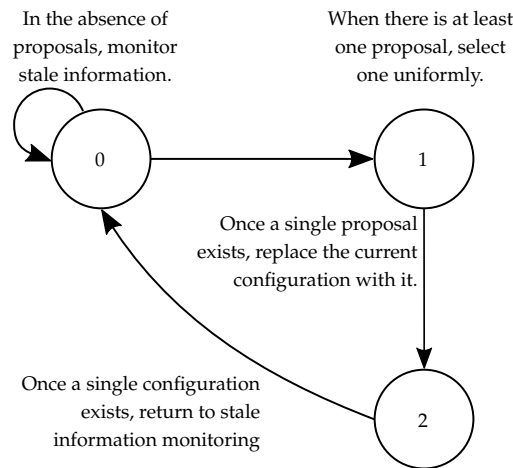 In the absence of
proposals, monitor
stale information.
When there is at least
one proposal, select
one uniformly.
0
1
Once a single proposal
exists, replace the current
configuration with it.
Once a single configuration
exists, return to stale
information monitoring
2